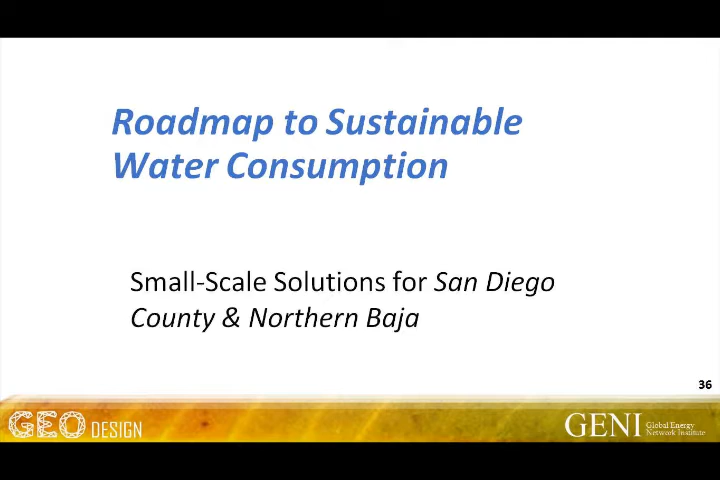 Roadmap to Sustainable
Water Consumption
Small-Scale Solutions for San Diego
County & Northern Baja
36
GEO DESIGN
GENI Global Energy
Network Institute